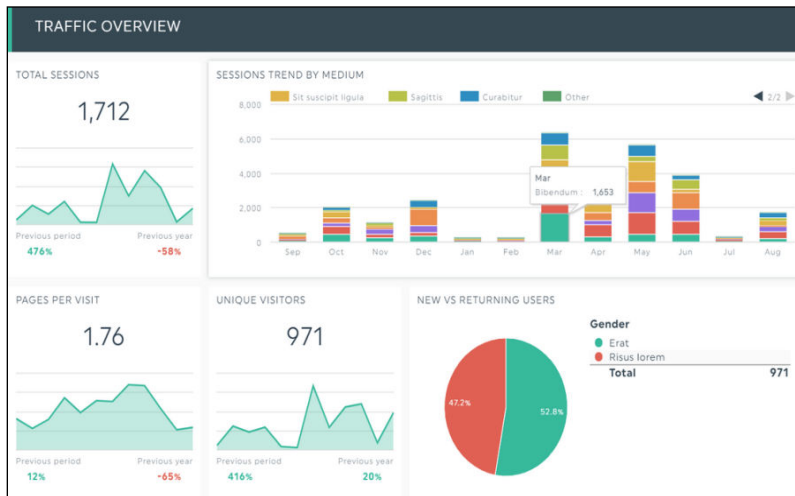 TRAFFIC OVERVIEW
TOTAL SESSIONS
1,712
Previous period Previous year
476% -58%
SESSIONS TREND BY MEDIUM
Sit suscipit ligula Sagittis Curabitur Other
2/2
8,000
6,000
4,000
2,000
0
Mar
Bibendum : 1,653
Sep Oct Nov Dec Jan Feb Mar Apr May Jun Jul Aug
PAGES PER VISIT
1.76
Previous period Previous year
12% -65%
UNIQUE VISITORS
971
Previous period Previous year
416% 20%
NEW VS RETURNING USERS
47.2%
52.8%
Gender
Erat
Risus lorem
Total 971